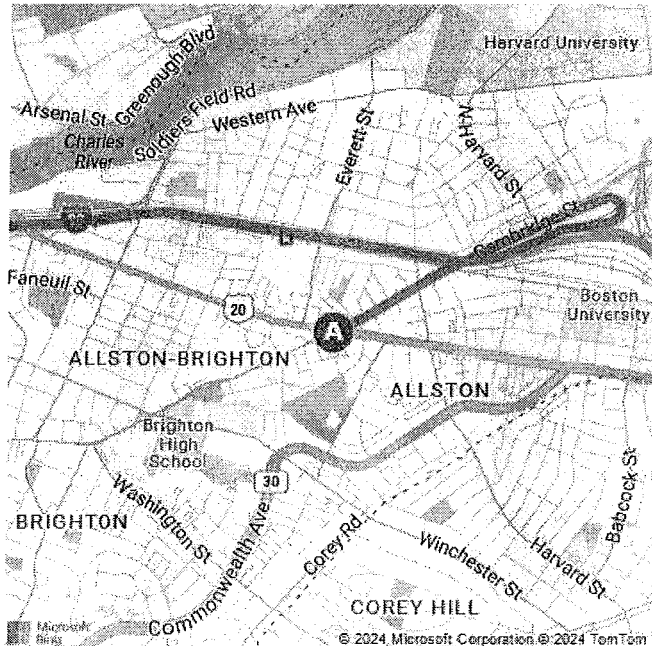 Harvard University
Greenough Blvd
Arsenal St
Charles
River
Soldiers Field Rd
Western Ave
Everett St
N Harvard St
Cambridge St
Faneuil St
20
A
Boston
University
ALLSTON-BRIGHTON
ALLSTON
Brighton
High
School
30
BRIGHTON
Washington St
Commonwealth Ave
Corey Rd
Winchester St
Harvard St
Babcock St
COREY HILL
Microsoft
Bing
© 2024 Microsoft Corporation © 2024 TomTom